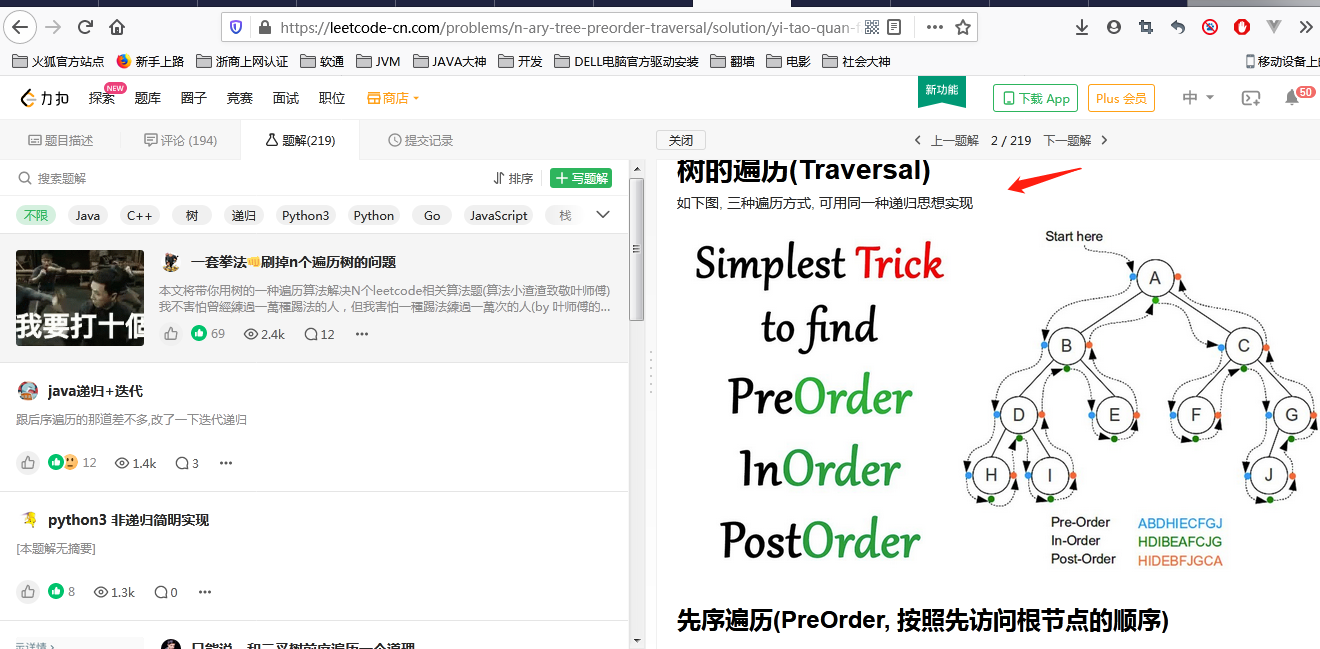 https://leetcode-cn.com/problems/n-ary-tree-preorder-traversal/solution/yi-tao-quan-f
火狐官方站点 新手上路 浙商上网认证 软通 JVM JAVA大神 开发 DELL电脑官方驱动安装 翻墙 电影 社会大神 移动设备上的
力扣 探索 NEW 题库 圈子 竞赛 面试 职位 商店 新功能 下载 App Plus 会员 中 50
题目描述 评论 (194) 题解(219) 提交记录 关闭 上一题解 2 / 219 下一题解
搜索题解 排序 写题解
不限 Java C++ 树 递归 Python3 Python Go JavaScript 栈
一套拳法👊刷掉n个遍历树的问题
本文将带你用树的一种遍历算法解决N个leetcode相关算法题(算法小渣渣致敬叶师傅)
我不害怕曾經練過一萬種踢法的人，但我害怕一種踢法練過一萬次的人(by 叶师傅的...
我要打十個
69 2.4k 12
java递归+迭代
跟后序遍历的那道差不多,改了一下迭代递归
12 1.4k 3
python3 非递归简明实现
[本题解无摘要]
8 1.3k 0
树的遍历(Traversal)
如下图, 三种遍历方式, 可用同一种递归思想实现
Simplest Trick
to find
PreOrder
InOrder
PostOrder
Start here
A
B C
D E F G
H I J
Pre-Order ABDHIECFGJ
In-Order HDIBEAFCJG
Post-Order HIDEBFJGCA
先序遍历(PreOrder, 按照先访问根节点的顺序)